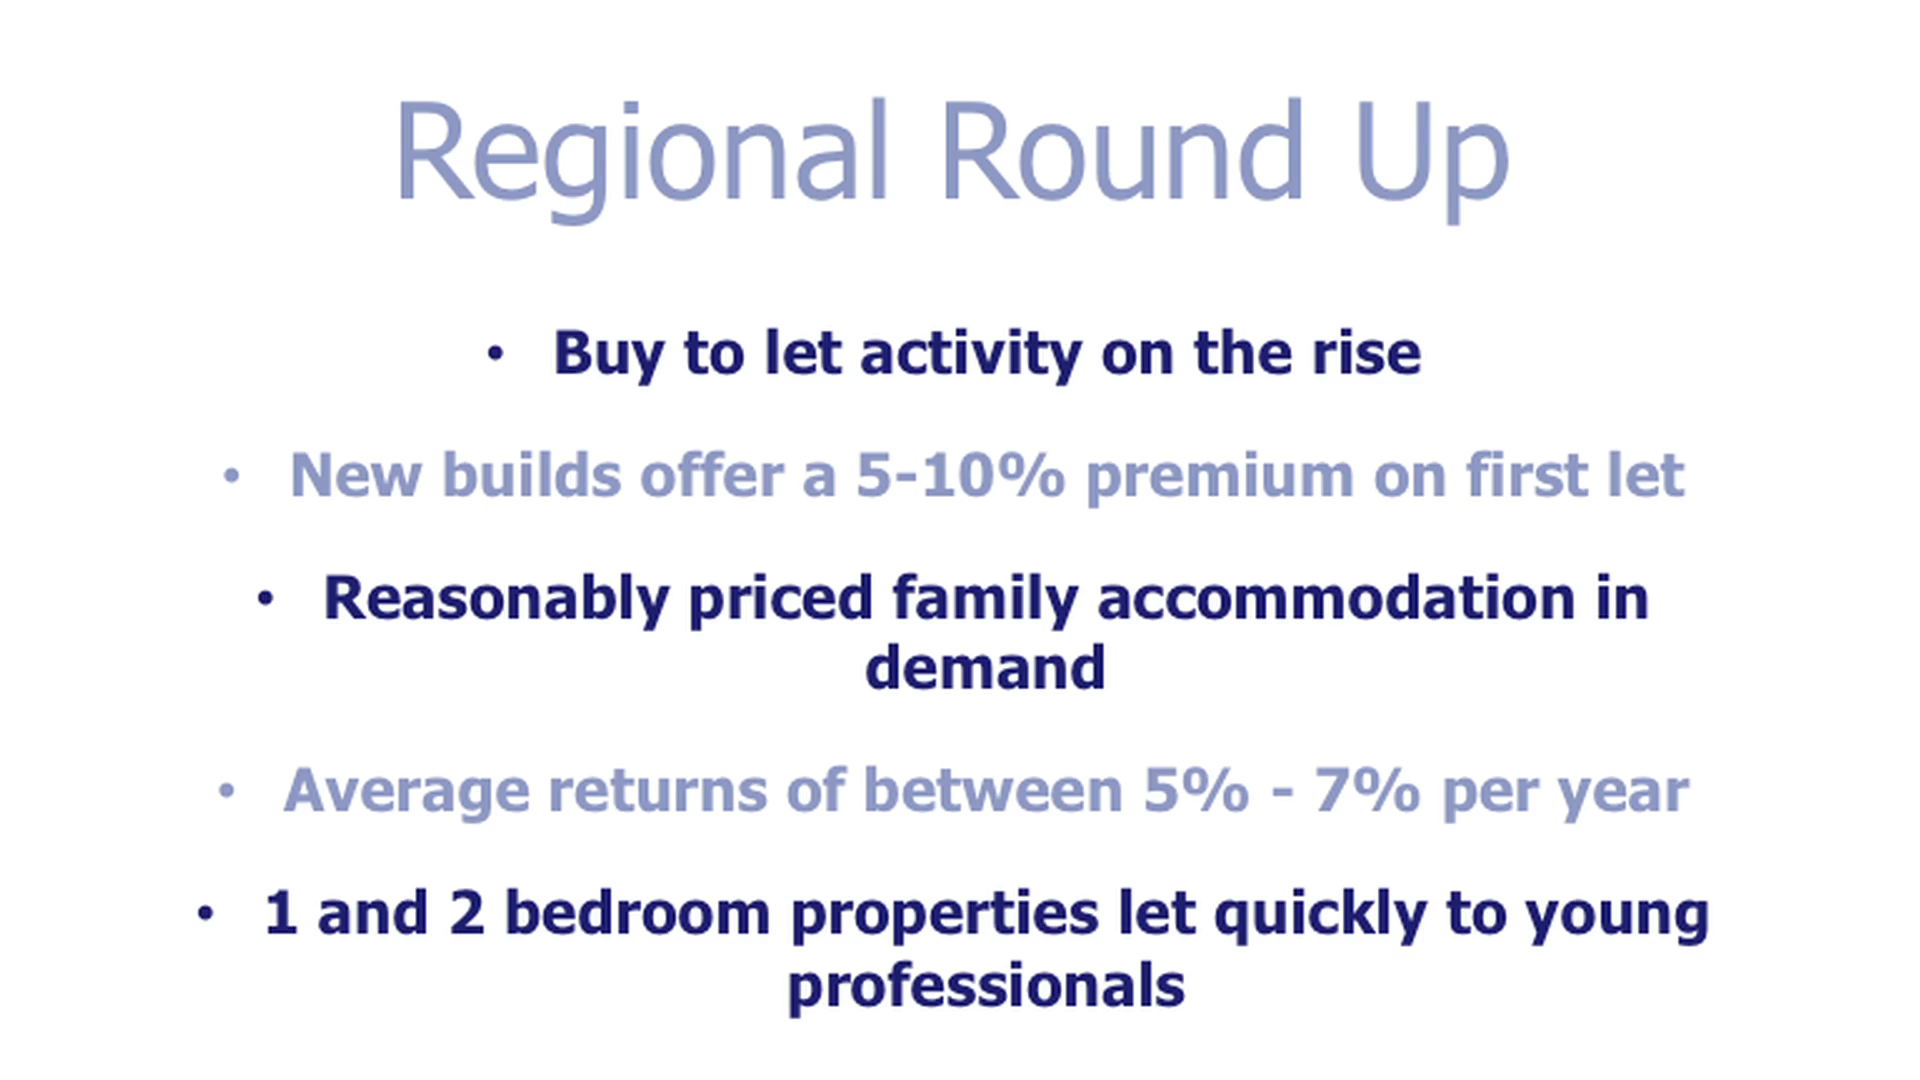 Regional Round Up
• Buy to let activity on the rise
• New builds offer a 5-10% premium on first let
• Reasonably priced family accommodation in
demand
• Average returns of between 5% - 7% per year
• 1 and 2 bedroom properties let quickly to young
professionals